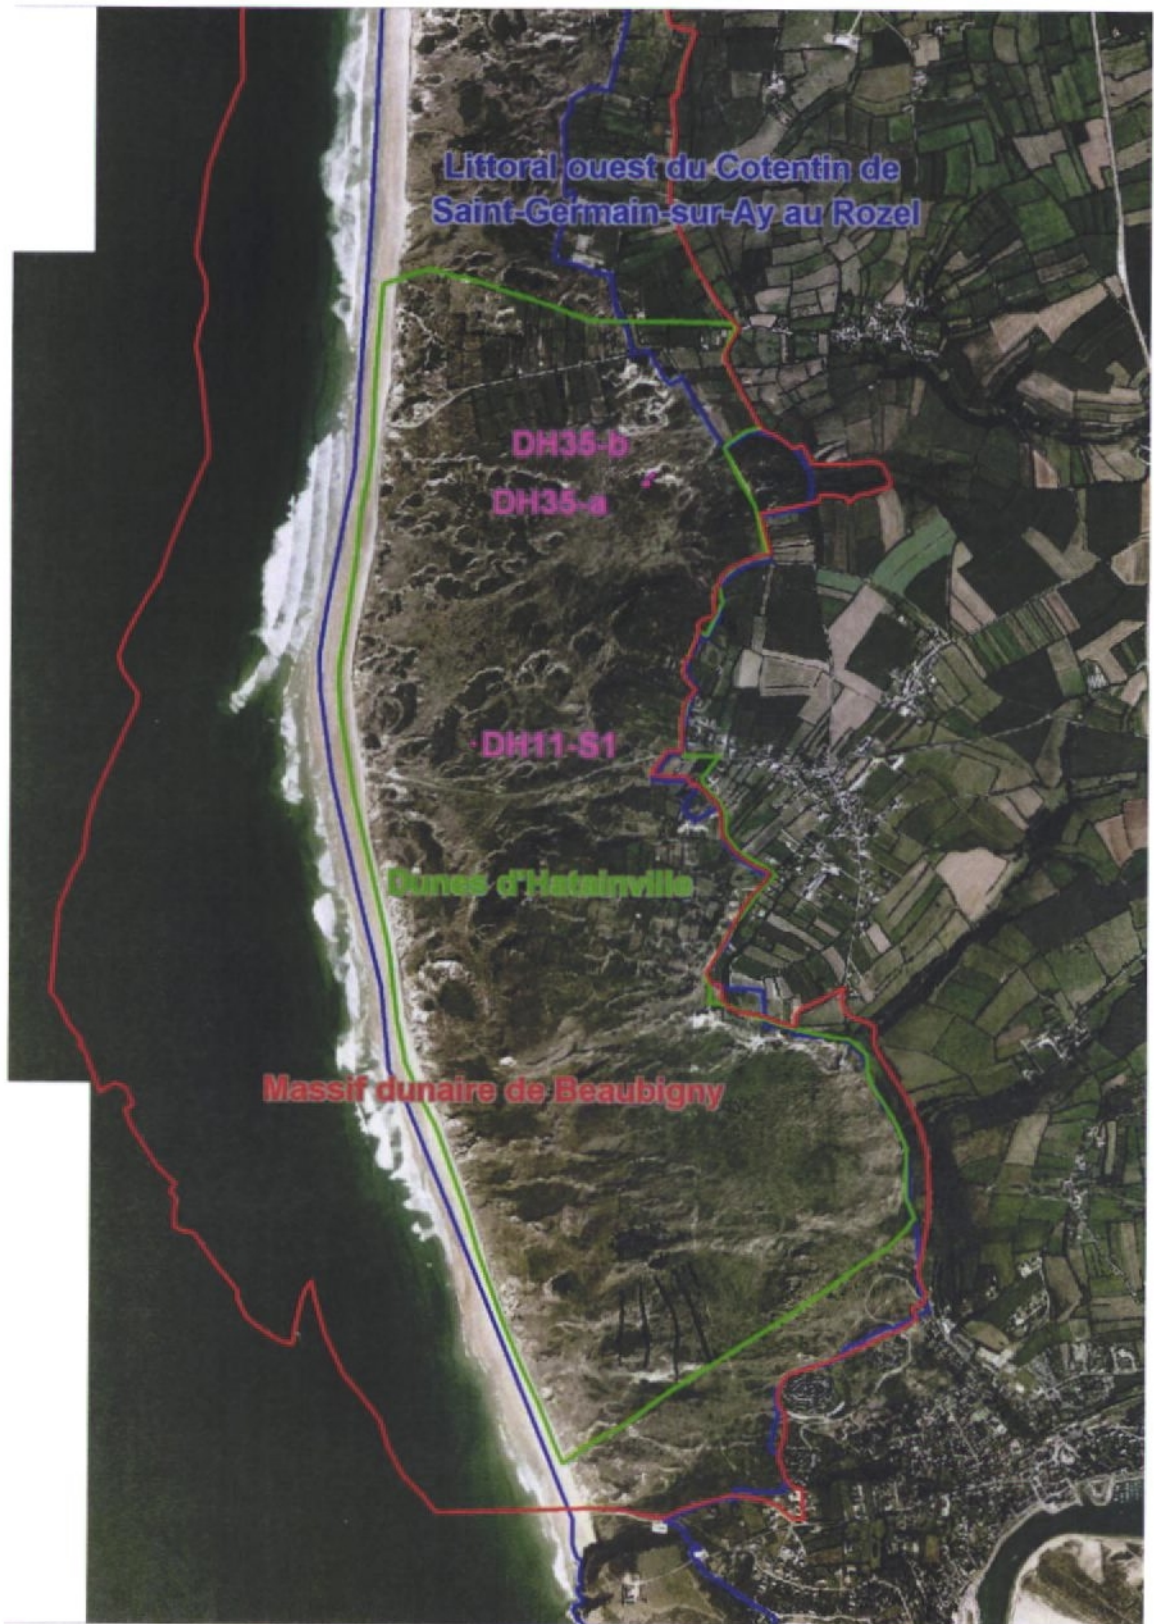 Littoral ouest du Cotentin de
Saint-Germain-sur-Ay au Rozel
DH35-b
DH35-a
DH11-S1
Dunes d'Hatainville
Massif dunaire de Beaubigny